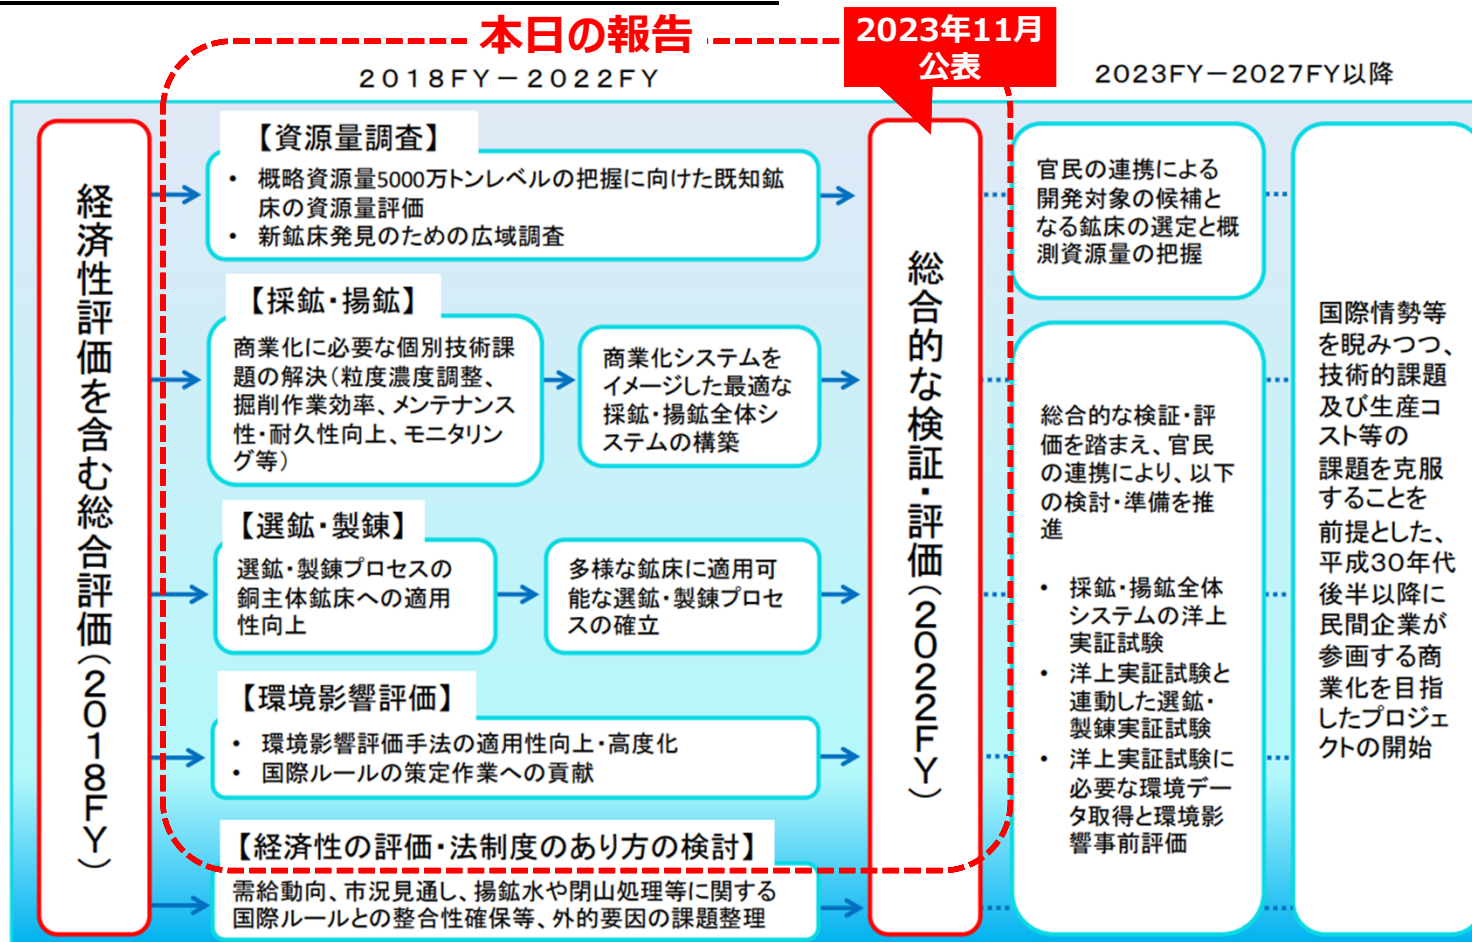 本日の報告
2023年11月
公表
2018FY－2022FY
2023FY－2027FY以降
経済性評価を含む総合評価(2018FY)
【資源量調査】
• 概略資源量5000万トンレベルの把握に向けた既知鉱
床の資源量評価
• 新鉱床発見のための広域調査
【採鉱・揚鉱】
商業化に必要な個別技術課
題の解決(粒度濃度調整、
掘削作業効率、メンテナンス
性・耐久性向上、モニタリン
グ等)
商業化システムを
イメージした最適な
採鉱・揚鉱全体シ
ステムの構築
【選鉱・製錬】
選鉱・製錬プロセスの
銅主体鉱床への適用
性向上
多様な鉱床に適用可
能な選鉱・製錬プロセ
スの確立
【環境影響評価】
• 環境影響評価手法の適用性向上・高度化
• 国際ルールの策定作業への貢献
【経済性の評価・法制度のあり方の検討】
需給動向、市況見通し、揚鉱水や閉山処理等に関する
国際ルールとの整合性確保等、外的要因の課題整理
総合的な検証・評価(2022FY)
官民の連携による
開発対象の候補と
なる鉱床の選定と概
測資源量の把握
総合的な検証・評
価を踏まえ、官民
の連携により、以下
の検討・準備を推
進
• 採鉱・揚鉱全体
システムの洋上
実証試験
• 洋上実証試験と
連動した選鉱・
製錬実証試験
• 洋上実証試験に
必要な環境デー
タ取得と環境影
響事前評価
国際情勢等
を睨みつつ、
技術的課題
及び生産コ
スト等の
課題を克服
することを
前提とした、
平成30年代
後半以降に
民間企業が
参画する商
業化を目指
したプロジェ
クトの開始